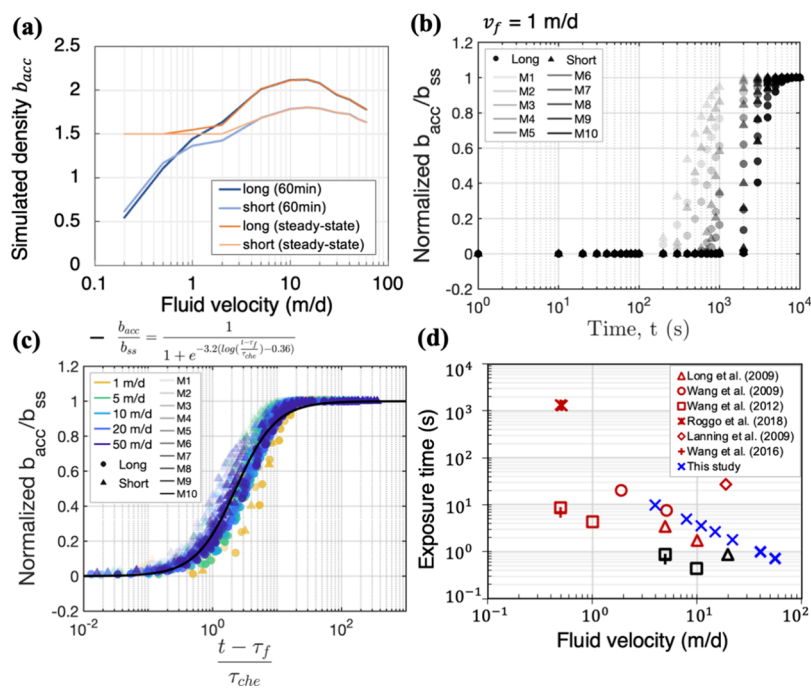 (a)
Simulated density b_acc
2.5
2
1.5
1
0.5
0
long (60min)
short (60min)
long (steady-state)
short (steady-state)
0.1 1 10 100
Fluid velocity (m/d)
(b)
v_f = 1 m/d
Normalized b_acc/b_ss
1.2
1
0.8
0.6
0.4
0.2
0
-0.2
Long Short
M1 M6
M2 M7
M3 M8
M4 M9
M5 M10
10^0 10^1 10^2 10^3 10^4
Time, t (s)
(c)
b_acc/b_ss = 1/(1 + e^{-3.2(log((t-τ_f)/τ_che)-0.36)})
Normalized b_acc/b_ss
1.2
1
0.8
0.6
0.4
0.2
0
-0.2
1 m/d
5 m/d
10 m/d
20 m/d
50 m/d
Long
Short
M1
M2
M3
M4
M5
M6
M7
M8
M9
M10
10^-2 10^0 10^2
(t - τ_f)/τ_che
(d)
Exposure time (s)
10^4
10^3
10^2
10^1
10^0
10^-1
Long et al. (2009)
Wang et al. (2009)
Wang et al. (2012)
Roggo et al. (2018)
Lanning et al. (2009)
Wang et al. (2016)
This study
10^-1 10^0 10^1 10^2
Fluid velocity (m/d)